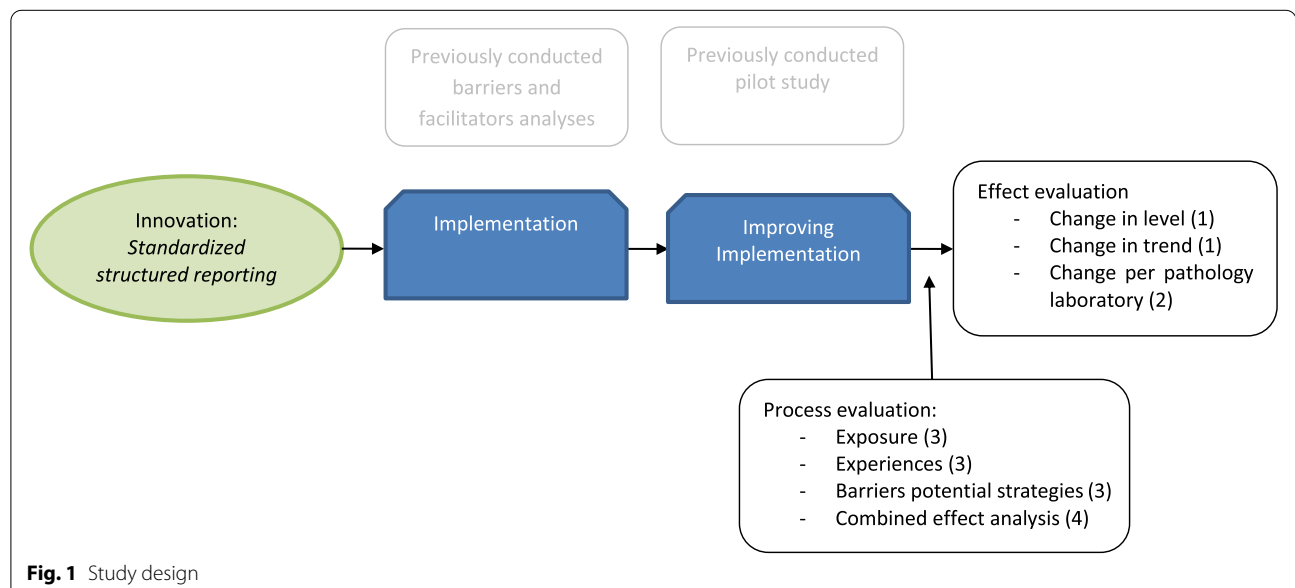 Previously conducted
barriers and
facilitators analyses
Previously conducted
pilot study
Innovation:
Standardized
structured reporting
Implementation
Improving
Implementation
Effect evaluation
- Change in level (1)
- Change in trend (1)
- Change per pathology
laboratory (2)
Process evaluation:
- Exposure (3)
- Experiences (3)
- Barriers potential strategies (3)
- Combined effect analysis (4)
Fig. 1 Study design